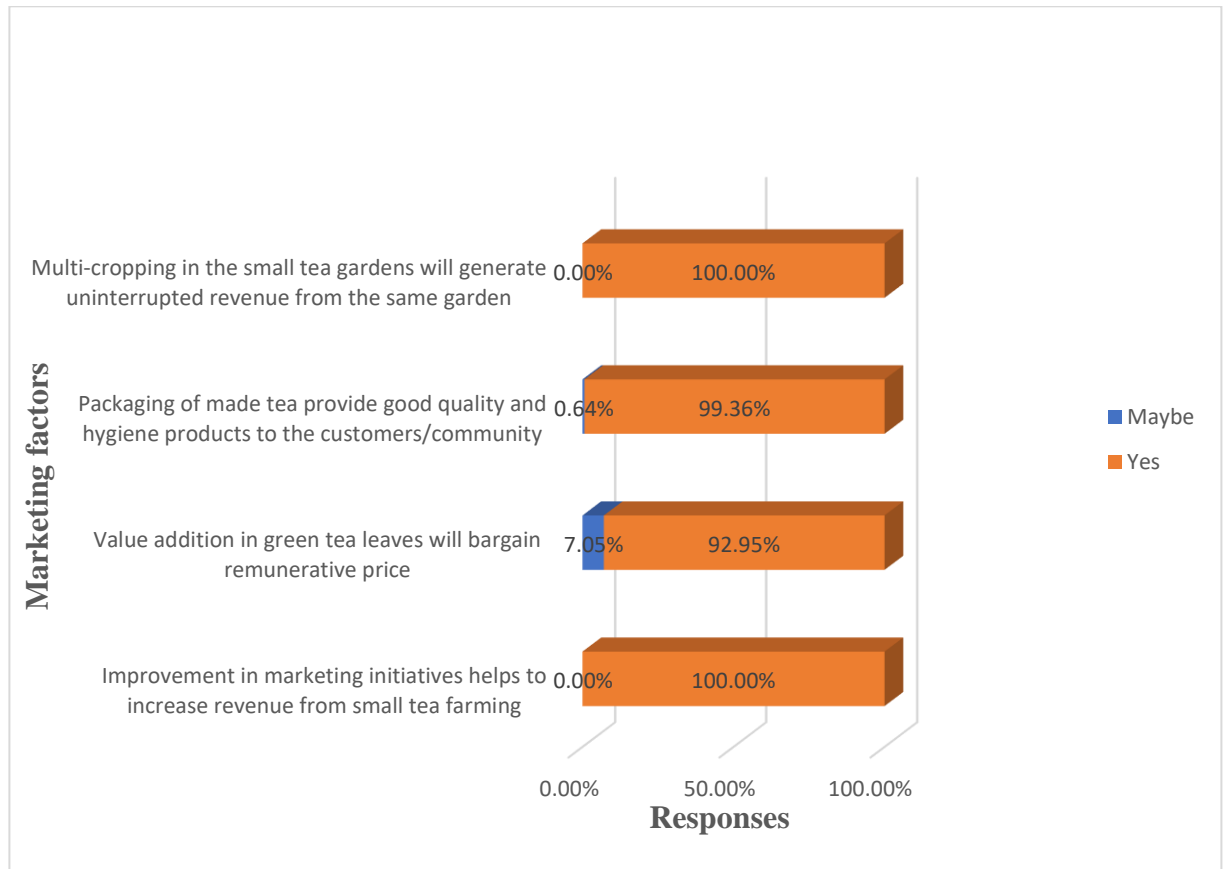 Multi-cropping in the small tea gardens will generate
uninterrupted revenue from the same garden
0.00%
100.00%
Packaging of made tea provide good quality and
hygiene products to the customers/community
0.64%
99.36%
Value addition in green tea leaves will bargain
remunerative price
7.05%
92.95%
Improvement in marketing initiatives helps to
increase revenue from small tea farming
0.00%
100.00%
Marketing factors
Maybe
Yes
0.00%
50.00%
100.00%
Responses